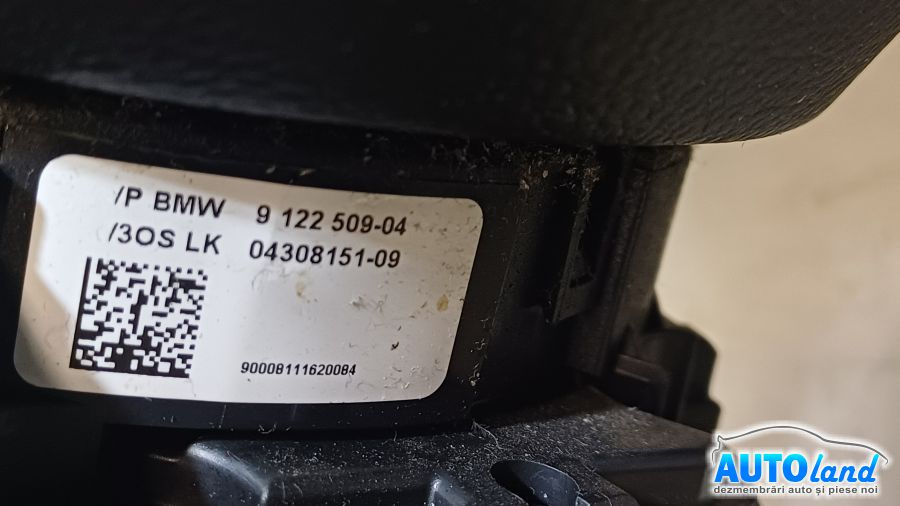 /P BMW 9 122 509-04
/3OS LK 04308151-09
90008111620084
AUTOland
dezmembrări auto și piese noi